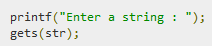 printf("Enter a string : ");
gets(str);